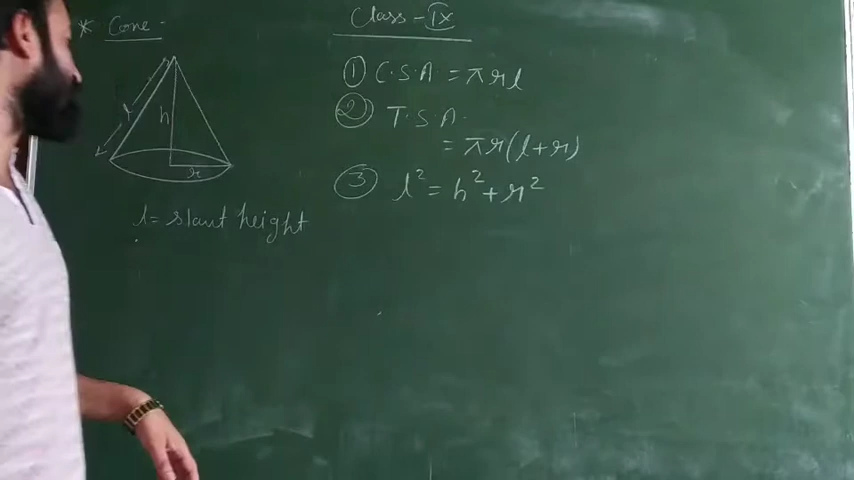 * Cone -
Class - IX
l
h
r
l = slant height
① C.S.A = πrl
② T.S.A.
= πr(l+r)
③ l² = h² + r²